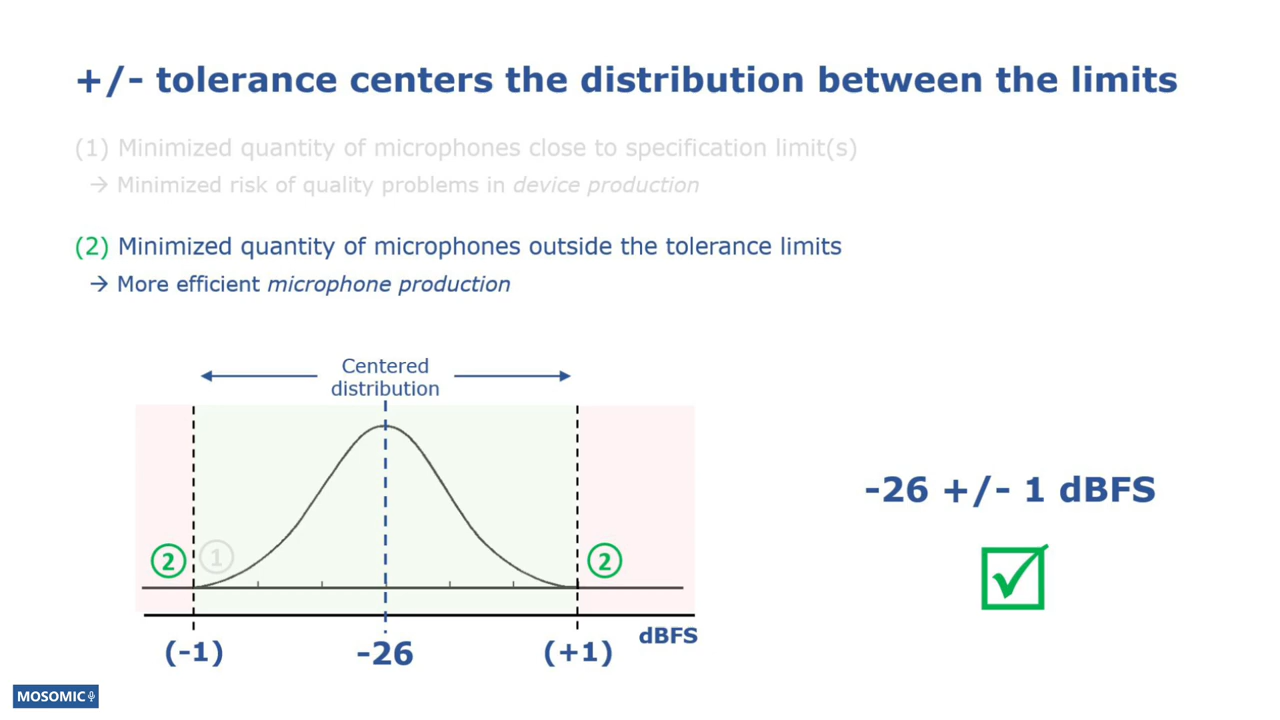 +/- tolerance centers the distribution between the limits
(1) Minimized quantity of microphones close to specification limit(s)
→ Minimized risk of quality problems in device production
(2) Minimized quantity of microphones outside the tolerance limits
→ More efficient microphone production
Centered
distribution
-26 +/- 1 dBFS
2 1 2
dBFS
(-1) -26 (+1)
MOSOMIC